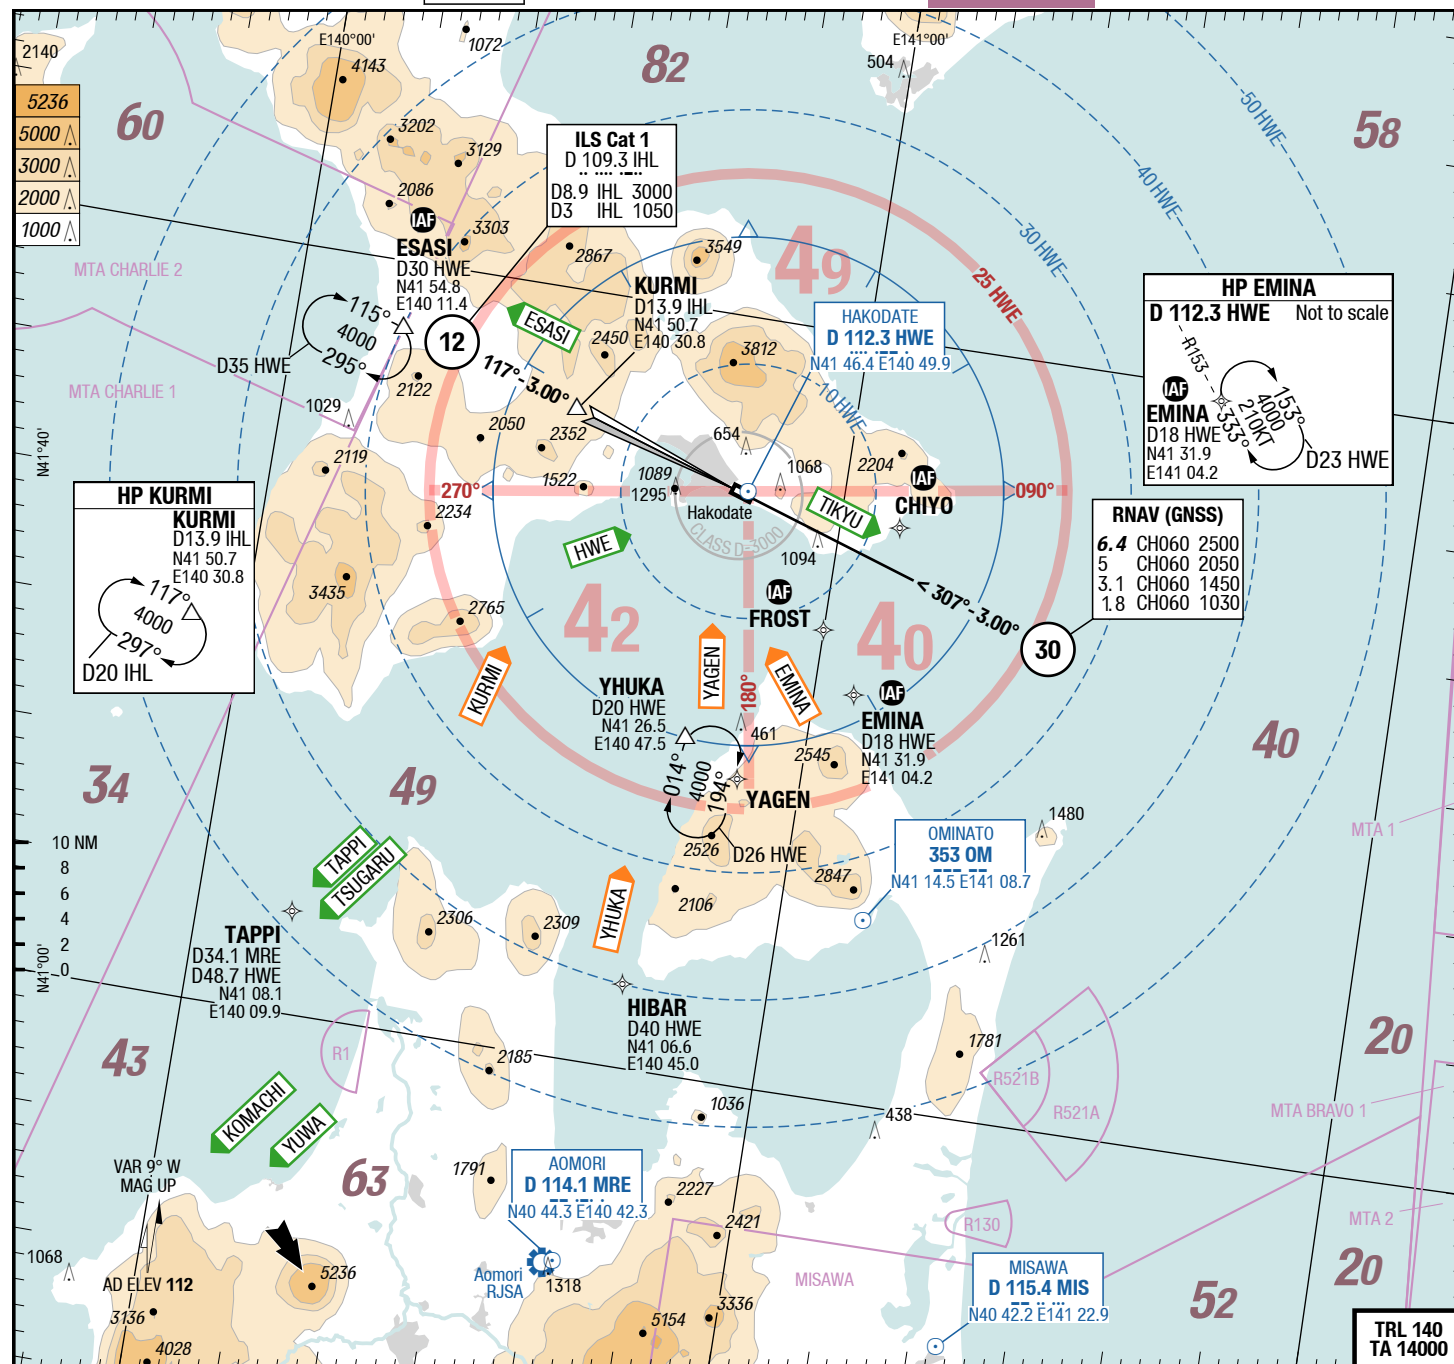 2140
E140°00'
1072
82
504
E141°00'
4143
60
58
50HWE
5236
5000
3000
2000
1000
3202
3129
2086
ILS Cat 1
D 109.3 IHL
D8.9 IHL 3000
D3 IHL 1050
40HWE
IAF
ESASI
D30 HWE
N41 54.8
E140 11.4
3303
2867
3549
49
30HWE
25 HWE
MTA CHARLIE 2
KURMI
D13.9 IHL
N41 50.7
E140 30.8
HAKODATE
D 112.3 HWE
N41 46.4 E140 49.9
HP EMINA
D 112.3 HWE Not to scale
R153
IAF
EMINA
D18 HWE
N41 31.9
E141 04.2
153°
4000
210KT
333°
D23 HWE
115°
4000
295°
D35 HWE
12
ESASI
2450
3812
117°-3.00°
10HWE
2122
MTA CHARLIE 1
1029
2050
2352
654
N41°40'
2119
1522
1089
1295
1068
2204
IAF
CHIYO
270°
090°
Hakodate
CLASS D-3000
TIKYU
HP KURMI
KURMI
D13.9 IHL
N41 50.7
E140 30.8
117°
4000
297°
D20 IHL
2234
HWE
1094
RNAV (GNSS)
6.4 CH060 2500
5 CH060 2050
3.1 CH060 1450
1.8 CH060 1030
3435
2765
42
IAF
FROST
40
< 307°-3.00°
30
KURMI
YAGEN
EMINA
180°
YHUKA
D20 HWE
N41 26.5
E140 47.5
461
IAF
EMINA
D18 HWE
N41 31.9
E141 04.2
2545
40
34
49
014°
4000
194°
YAGEN
2526
D26 HWE
1480
MTA 1
10 NM
8
6
4
2
0
N41°00'
TAPPI
TSUGARU
OMINATO
353 OM
N41 14.5 E141 08.7
2847
2106
YHUKA
2306
2309
TAPPI
D34.1 MRE
D48.7 HWE
N41 08.1
E140 09.9
1261
HIBAR
D40 HWE
N41 06.6
E140 45.0
43
R1
2185
1781
20
R521B
R521A
1036
438
MTA BRAVO 1
KOMACHI
YUWA
VAR 9° W
MAG UP
63
1791
AOMORI
D 114.1 MRE
N40 44.3 E140 42.3
2227
2421
R130
MTA 2
1068
AD ELEV 112
5236
Aomori
RJSA
1318
MISAWA
MISAWA
D 115.4 MIS
N40 42.2 E141 22.9
52
20
3136
4028
5154
3336
TRL 140
TA 14000